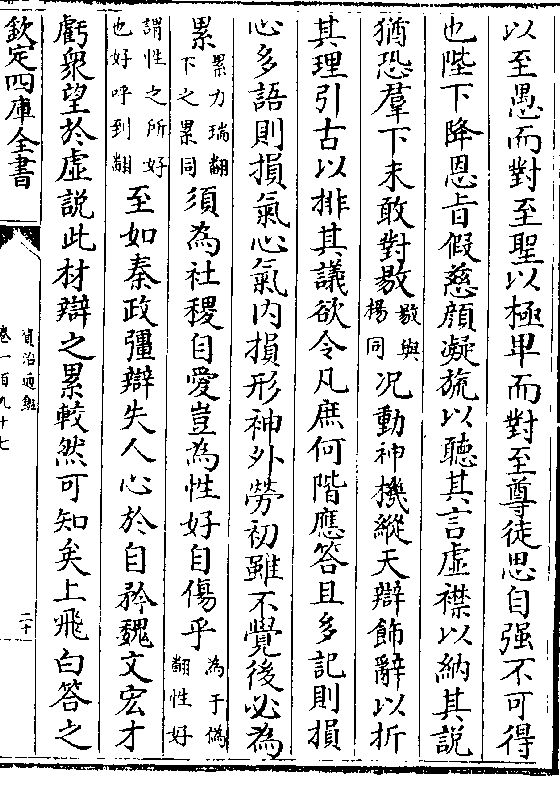 以至愚而對至聖以極卑而對至尊徒思自强不可得
也陛下降恩㫖假慈顔凝旒以聽其言虛襟以納其說
猶恐羣下未敢對敭敭與楊同况動神機縱天辯飾辭以折
其理引古以排其議欲令凡庶何階應答且多記則損
心多語則損氣心氣内損形神外勞初雖不覺後必為
累累力瑞翻下之累同須為社稷自愛豈為性好自傷乎為于偽翻性好
謂性之所好也好呼到翻至如秦政彊辯失人心於自矜魏文宏才
虧衆望於虛說此材辯之累較然可知矣上飛白答之
欽定四庫全書
資治通鑑
卷一百九十七
二十